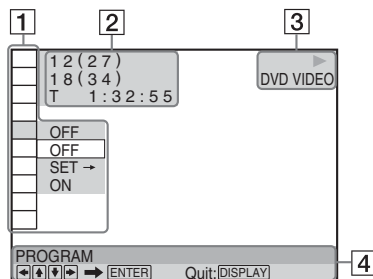 1
2
3
12(27)
18(34)
T 1:32:55
DVD VIDEO
OFF
OFF
SET →
ON
PROGRAM
← ↑ ↓ → ➡ ENTER Quit: DISPLAY
4